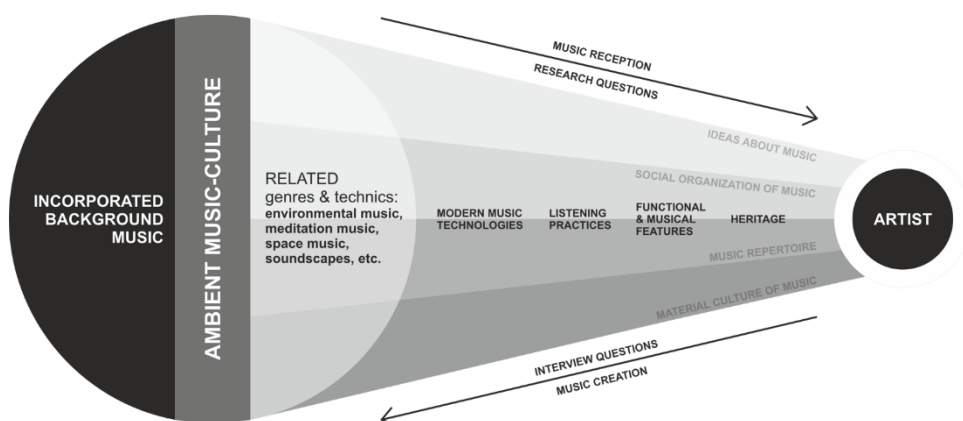 INCORPORATED
BACKGROUND
MUSIC
AMBIENT MUSIC-CULTURE
RELATED
genres & technics:
environmental music,
meditation music,
space music,
soundscapes, etc.
MUSIC RECEPTION
RESEARCH QUESTIONS
IDEAS ABOUT MUSIC
SOCIAL ORGANIZATION OF MUSIC
MODERN MUSIC
TECHNOLOGIES
LISTENING
PRACTICES
FUNCTIONAL
& MUSICAL
FEATURES
HERITAGE
MUSIC REPERTOIRE
MATERIAL CULTURE OF MUSIC
INTERVIEW QUESTIONS
MUSIC CREATION
ARTIST